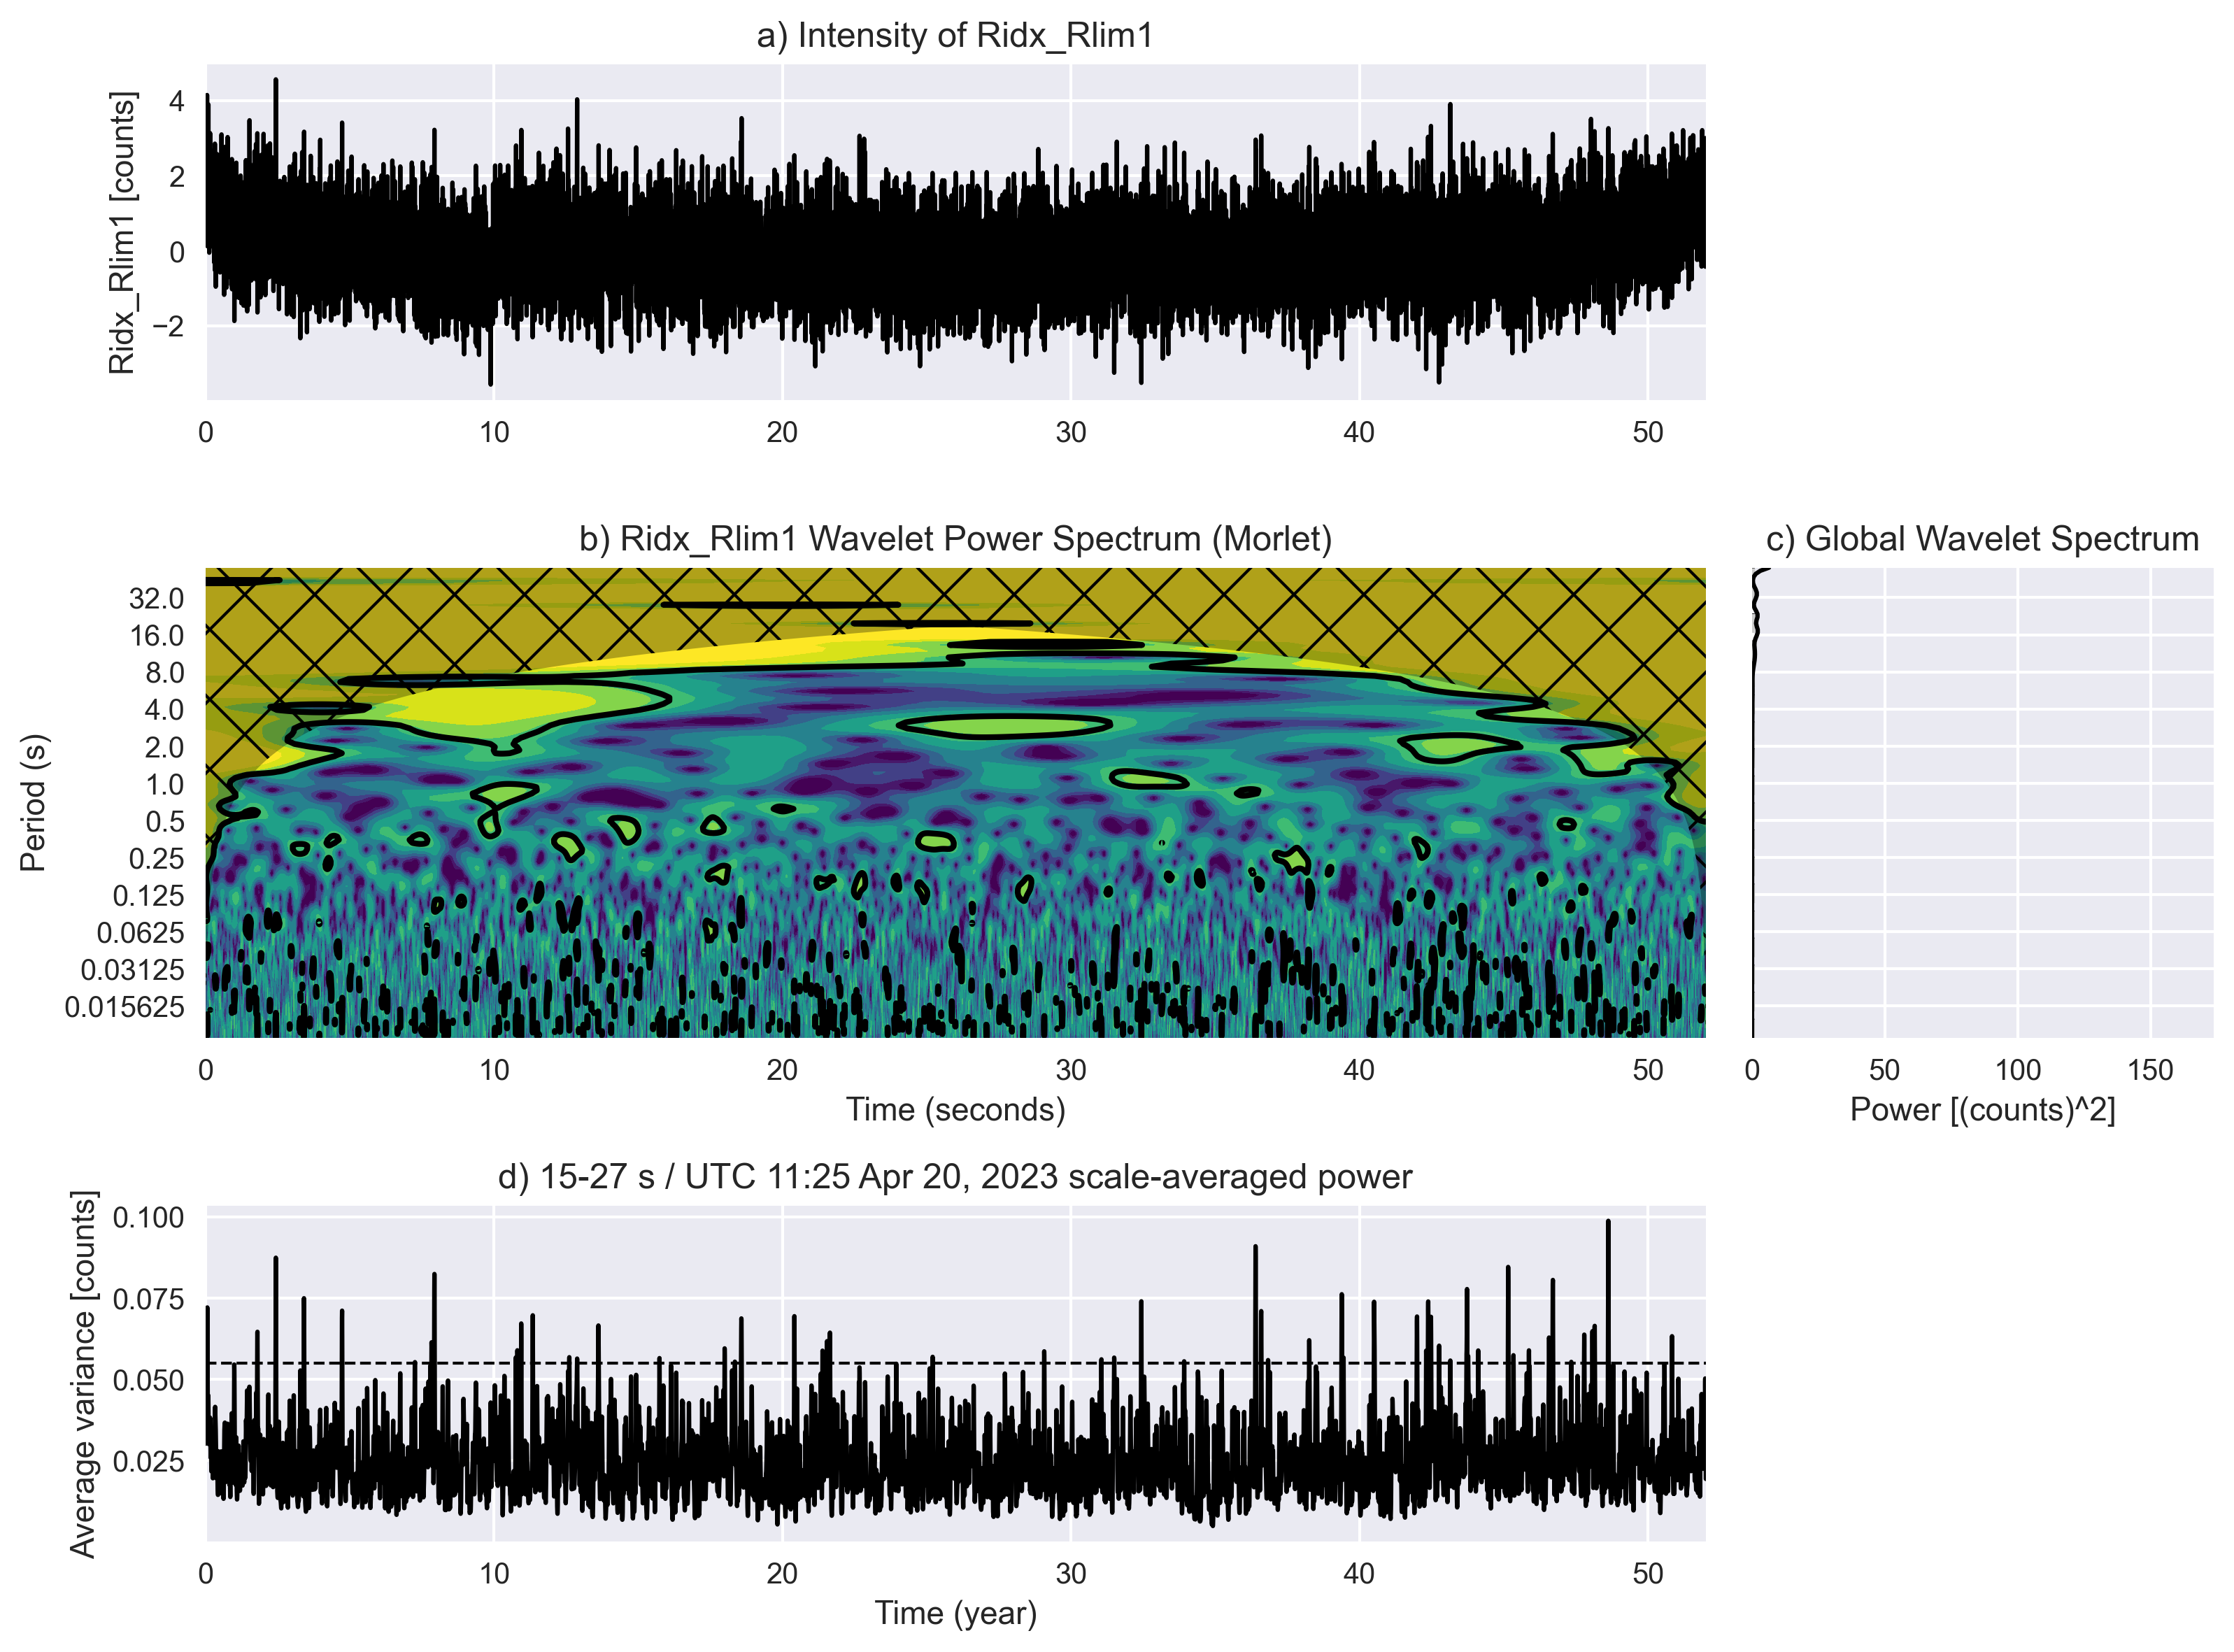 a) Intensity of Ridx_Rlim1
Ridx_Rlim1 [counts]
4
2
0
−2
0 10 20 30 40 50
b) Ridx_Rlim1 Wavelet Power Spectrum (Morlet)
Period (s)
32.0
16.0
8.0
4.0
2.0
1.0
0.5
0.25
0.125
0.0625
0.03125
0.015625
0 10 20 30 40 50
Time (seconds)
c) Global Wavelet Spectrum
0 50 100 150
Power [(counts)^2]
d) 15-27 s / UTC 11:25 Apr 20, 2023 scale-averaged power
Average variance [counts]
0.100
0.075
0.050
0.025
0 10 20 30 40 50
Time (year)